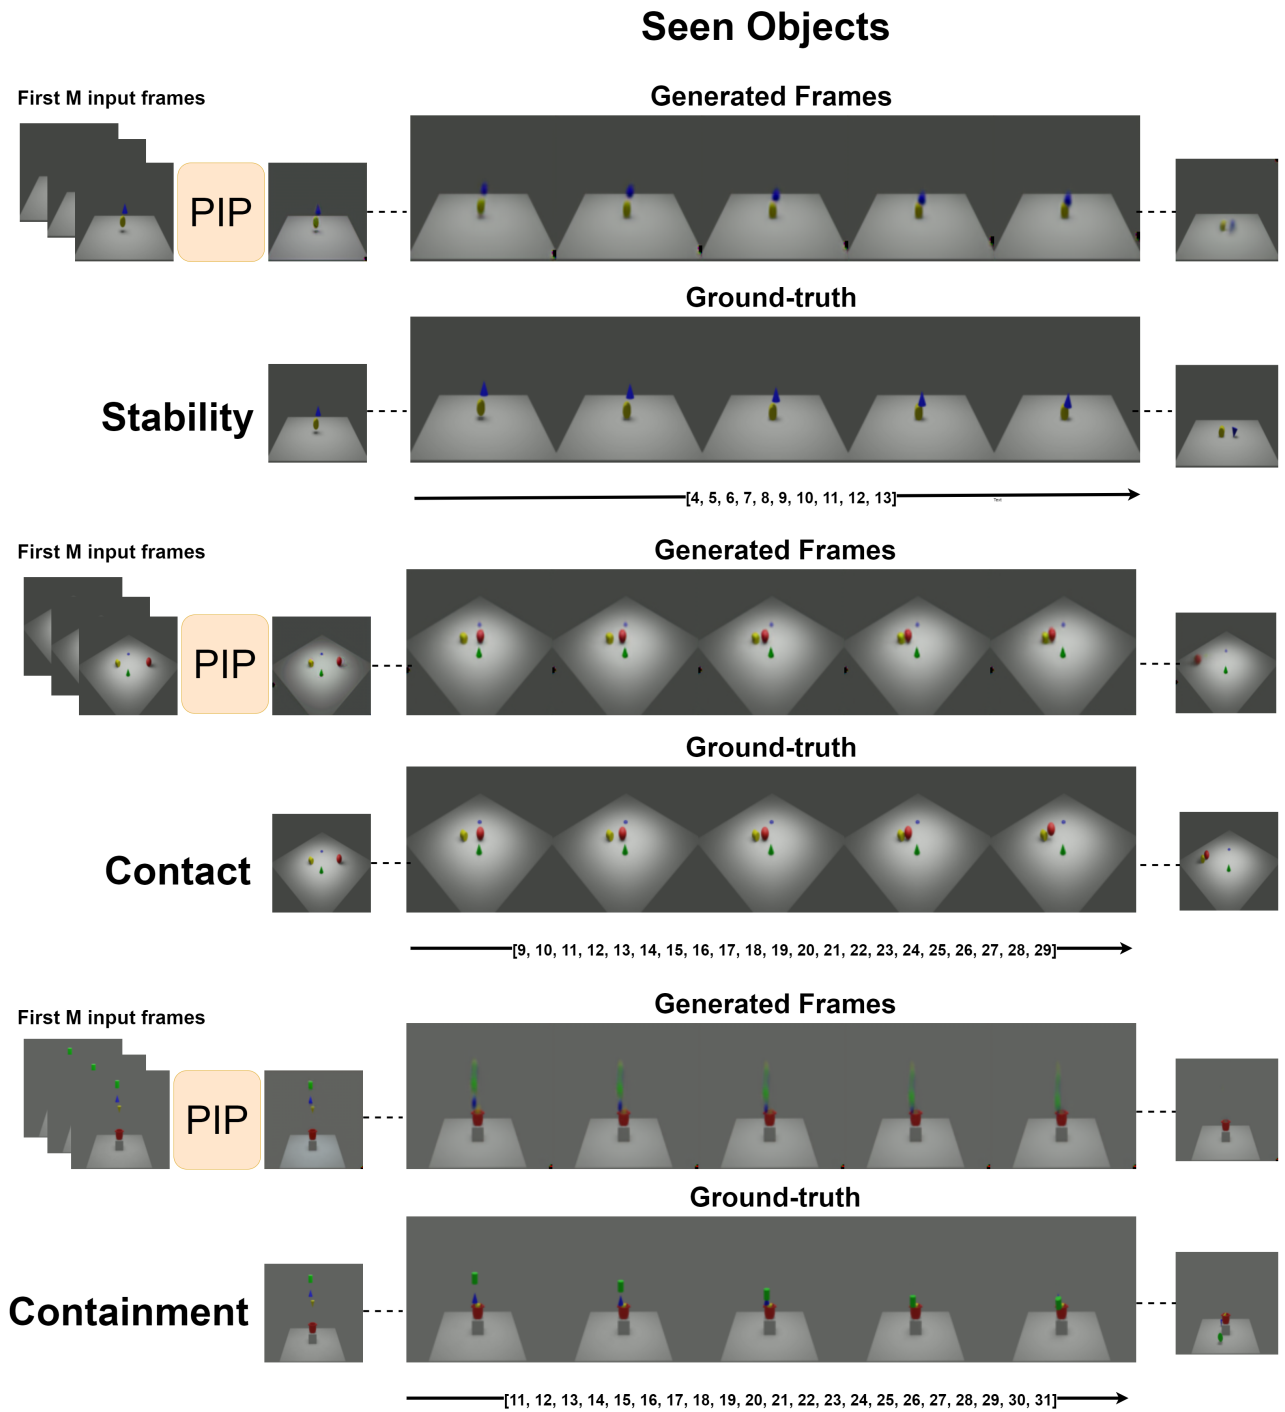 Seen Objects
First M input frames
Generated Frames
PIP
Ground-truth
Stability
[4, 5, 6, 7, 8, 9, 10, 11, 12, 13]
Text
First M input frames
Generated Frames
PIP
Ground-truth
Contact
[9, 10, 11, 12, 13, 14, 15, 16, 17, 18, 19, 20, 21, 22, 23, 24, 25, 26, 27, 28, 29]
First M input frames
Generated Frames
PIP
Ground-truth
Containment
[11, 12, 13, 14, 15, 16, 17, 18, 19, 20, 21, 22, 23, 24, 25, 26, 27, 28, 29, 30, 31]